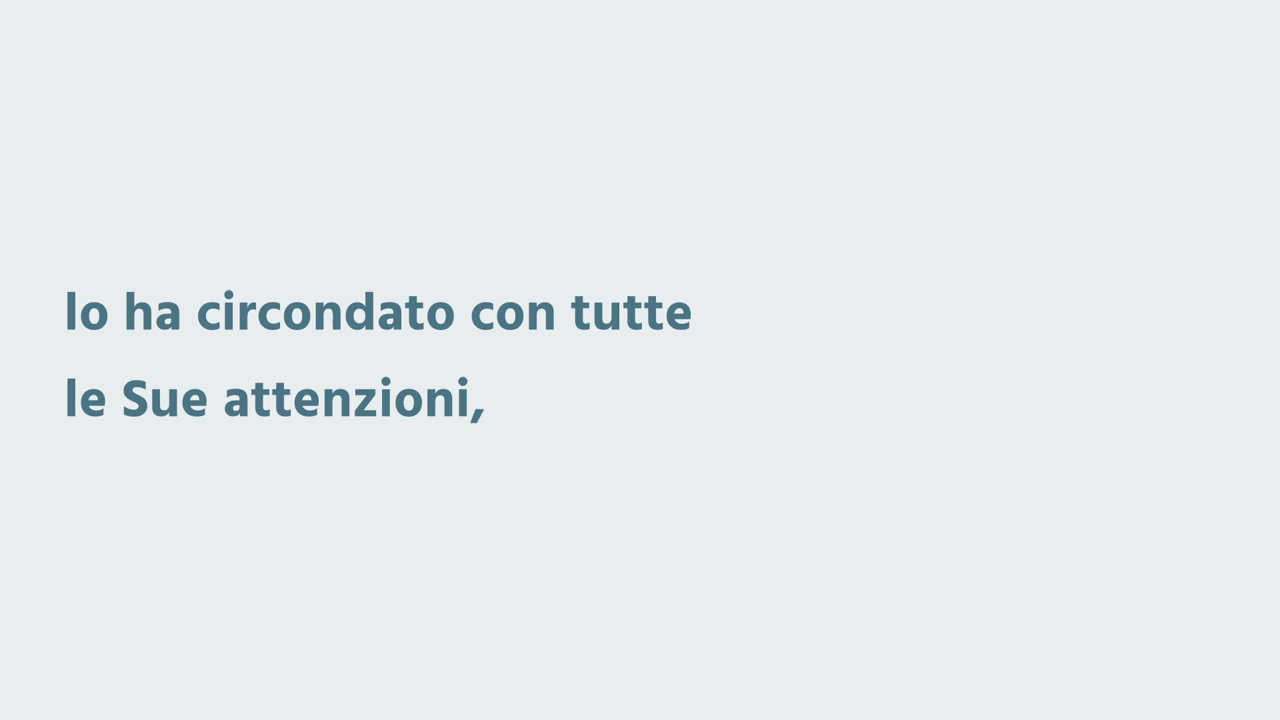 lo ha circondato con tutte
le Sue attenzioni,